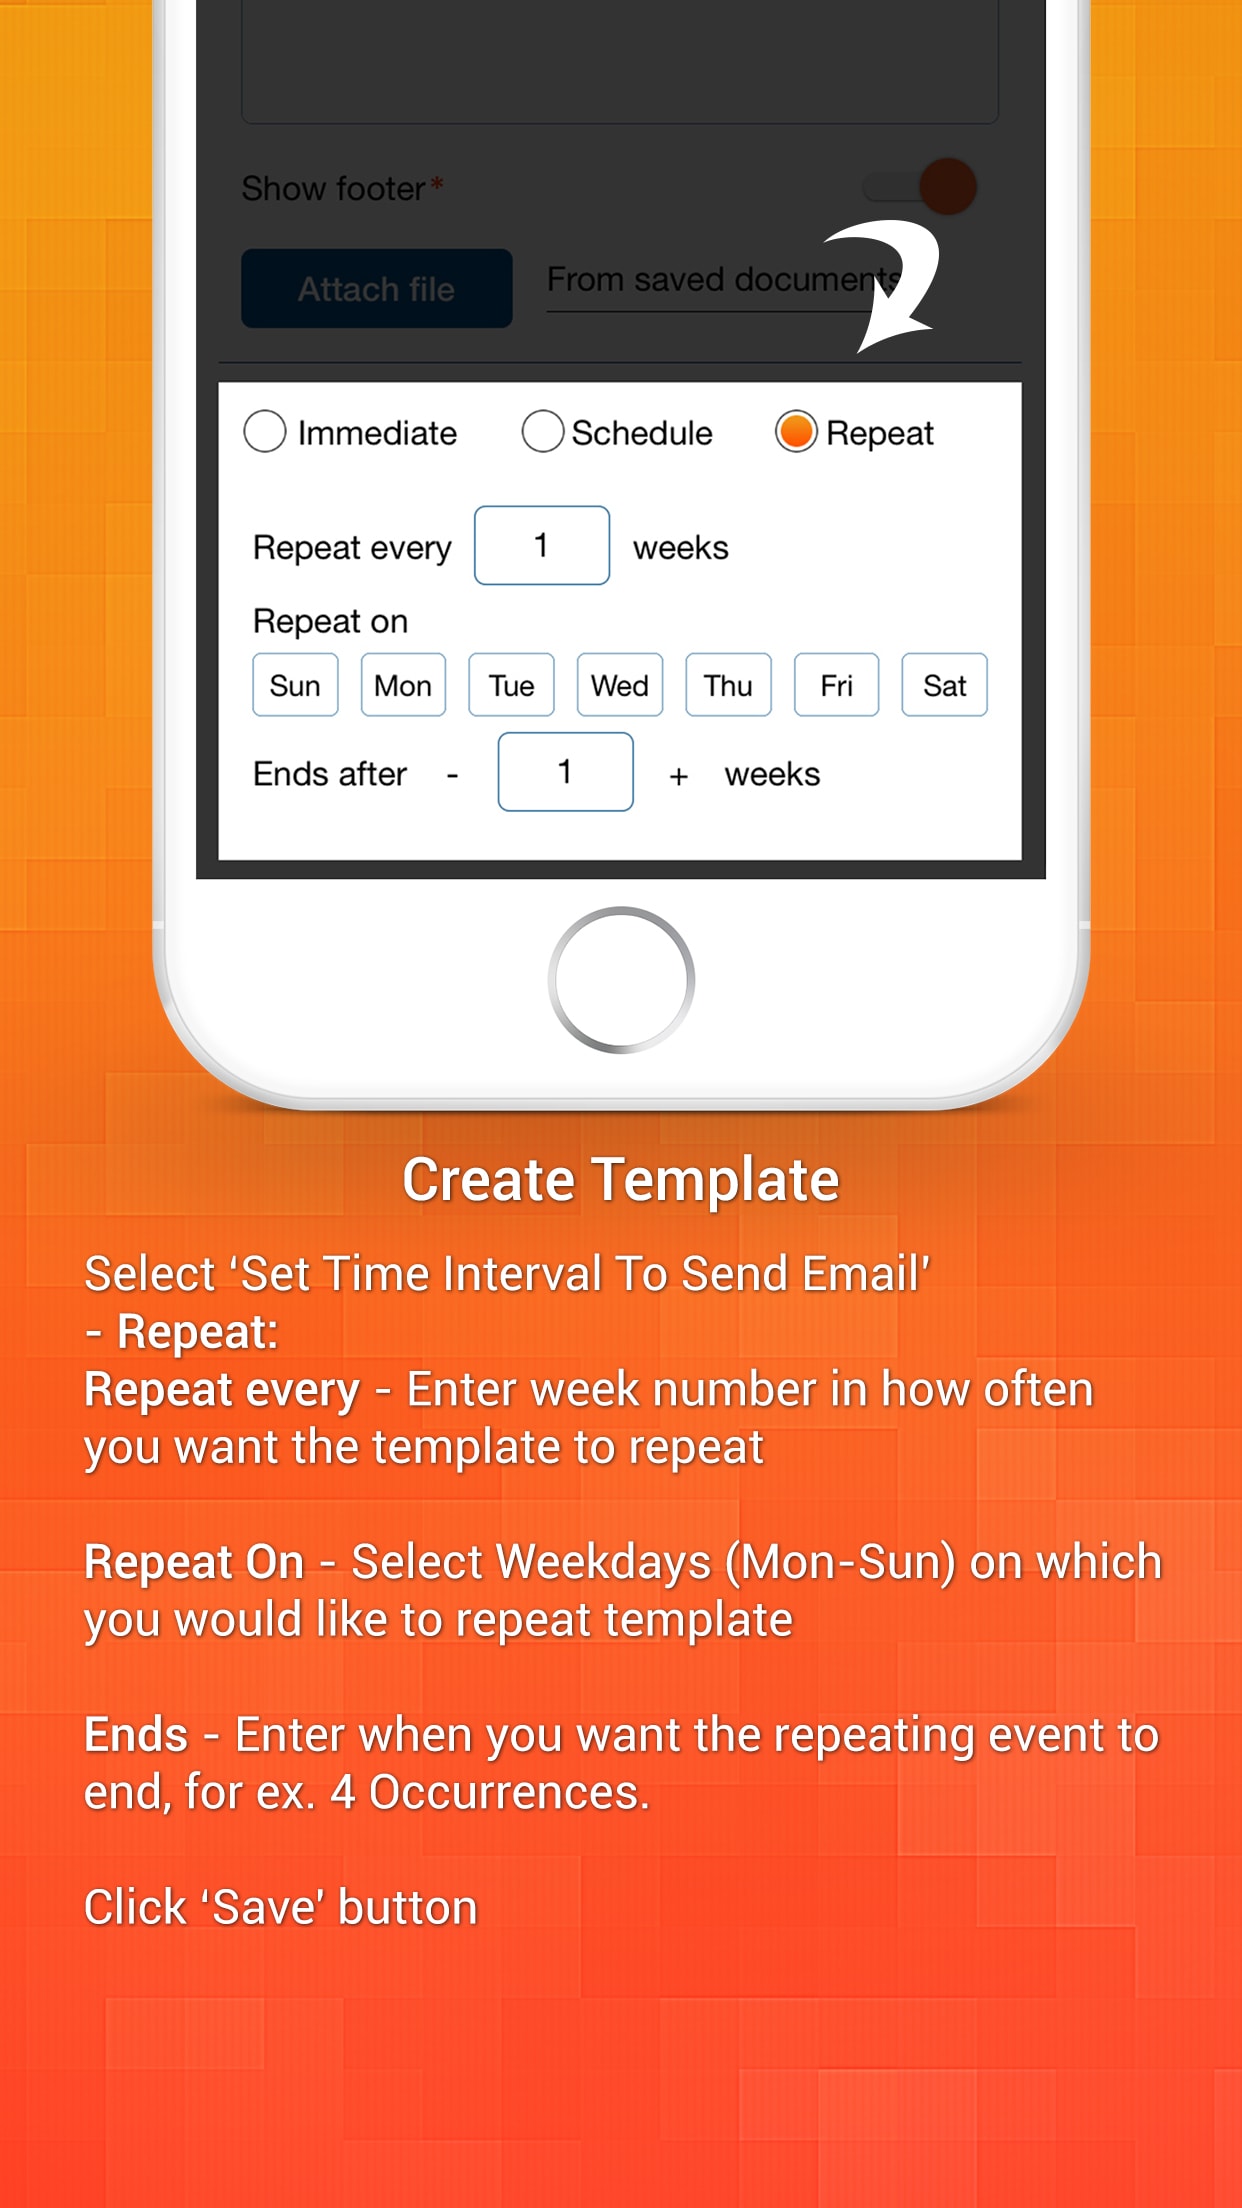 Show footer*
Attach file
From saved documents
Immediate
Schedule
Repeat
Repeat every 1 weeks
Repeat on
Sun Mon Tue Wed Thu Fri Sat
Ends after - 1 + weeks
Create Template
Select ‘Set Time Interval To Send Email’
- Repeat:
Repeat every - Enter week number in how often
you want the template to repeat
Repeat On - Select Weekdays (Mon-Sun) on which
you would like to repeat template
Ends - Enter when you want the repeating event to
end, for ex. 4 Occurrences.
Click ‘Save’ button